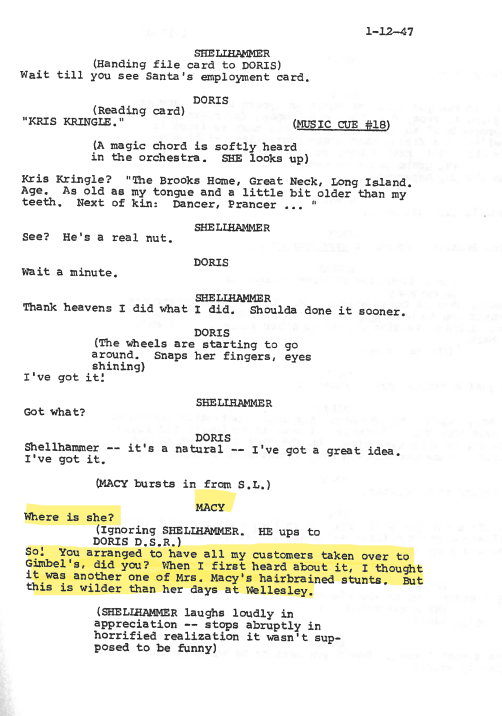 1-12-47
SHELLHAMMER
(Handing file card to DORIS)
Wait till you see Santa's employment card.
DORIS
(Reading card)
"KRIS KRINGLE."
(MUSIC CUE #18)
(A magic chord is softly heard
in the orchestra. SHE looks up)
Kris Kringle? "The Brooks Home, Great Neck, Long Island.
Age. As old as my tongue and a little bit older than my
teeth. Next of kin: Dancer, Prancer ... "
SHELLHAMMER
See? He's a real nut.
DORIS
Wait a minute.
SHELLHAMMER
Thank heavens I did what I did. Shoulda done it sooner.
DORIS
(The wheels are starting to go
around. Snaps her fingers, eyes
shining)
I've got it!
SHELLHAMMER
Got what?
DORIS
Shellhammer -- it's a natural -- I've got a great idea.
I've got it.
(MACY bursts in from S.L.)
MACY
Where is she?
(Ignoring SHELLHAMMER. HE ups to
DORIS D.S.R.)
So! You arranged to have all my customers taken over to
Gimbel's, did you? When I first heard about it, I thought
it was another one of Mrs. Macy's hairbrained stunts. But
this is wilder than her days at Wellesley.
(SHELLHAMMER laughs loudly in
appreciation -- stops abruptly in
horrified realization it wasn't sup-
posed to be funny)